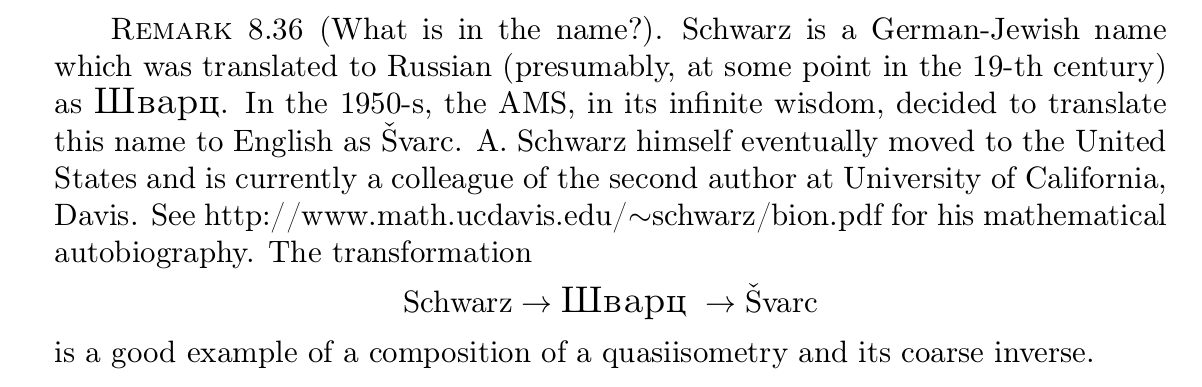 REMARK 8.36 (What is in the name?). Schwarz is a German-Jewish name
which was translated to Russian (presumably, at some point in the 19-th century)
as Шварц. In the 1950-s, the AMS, in its infinite wisdom, decided to translate
this name to English as Švarc. A. Schwarz himself eventually moved to the United
States and is currently a colleague of the second author at University of California,
Davis. See http://www.math.ucdavis.edu/∼schwarz/bion.pdf for his mathematical
autobiography. The transformation
Schwarz → Шварц → Švarc
is a good example of a composition of a quasiisometry and its coarse inverse.